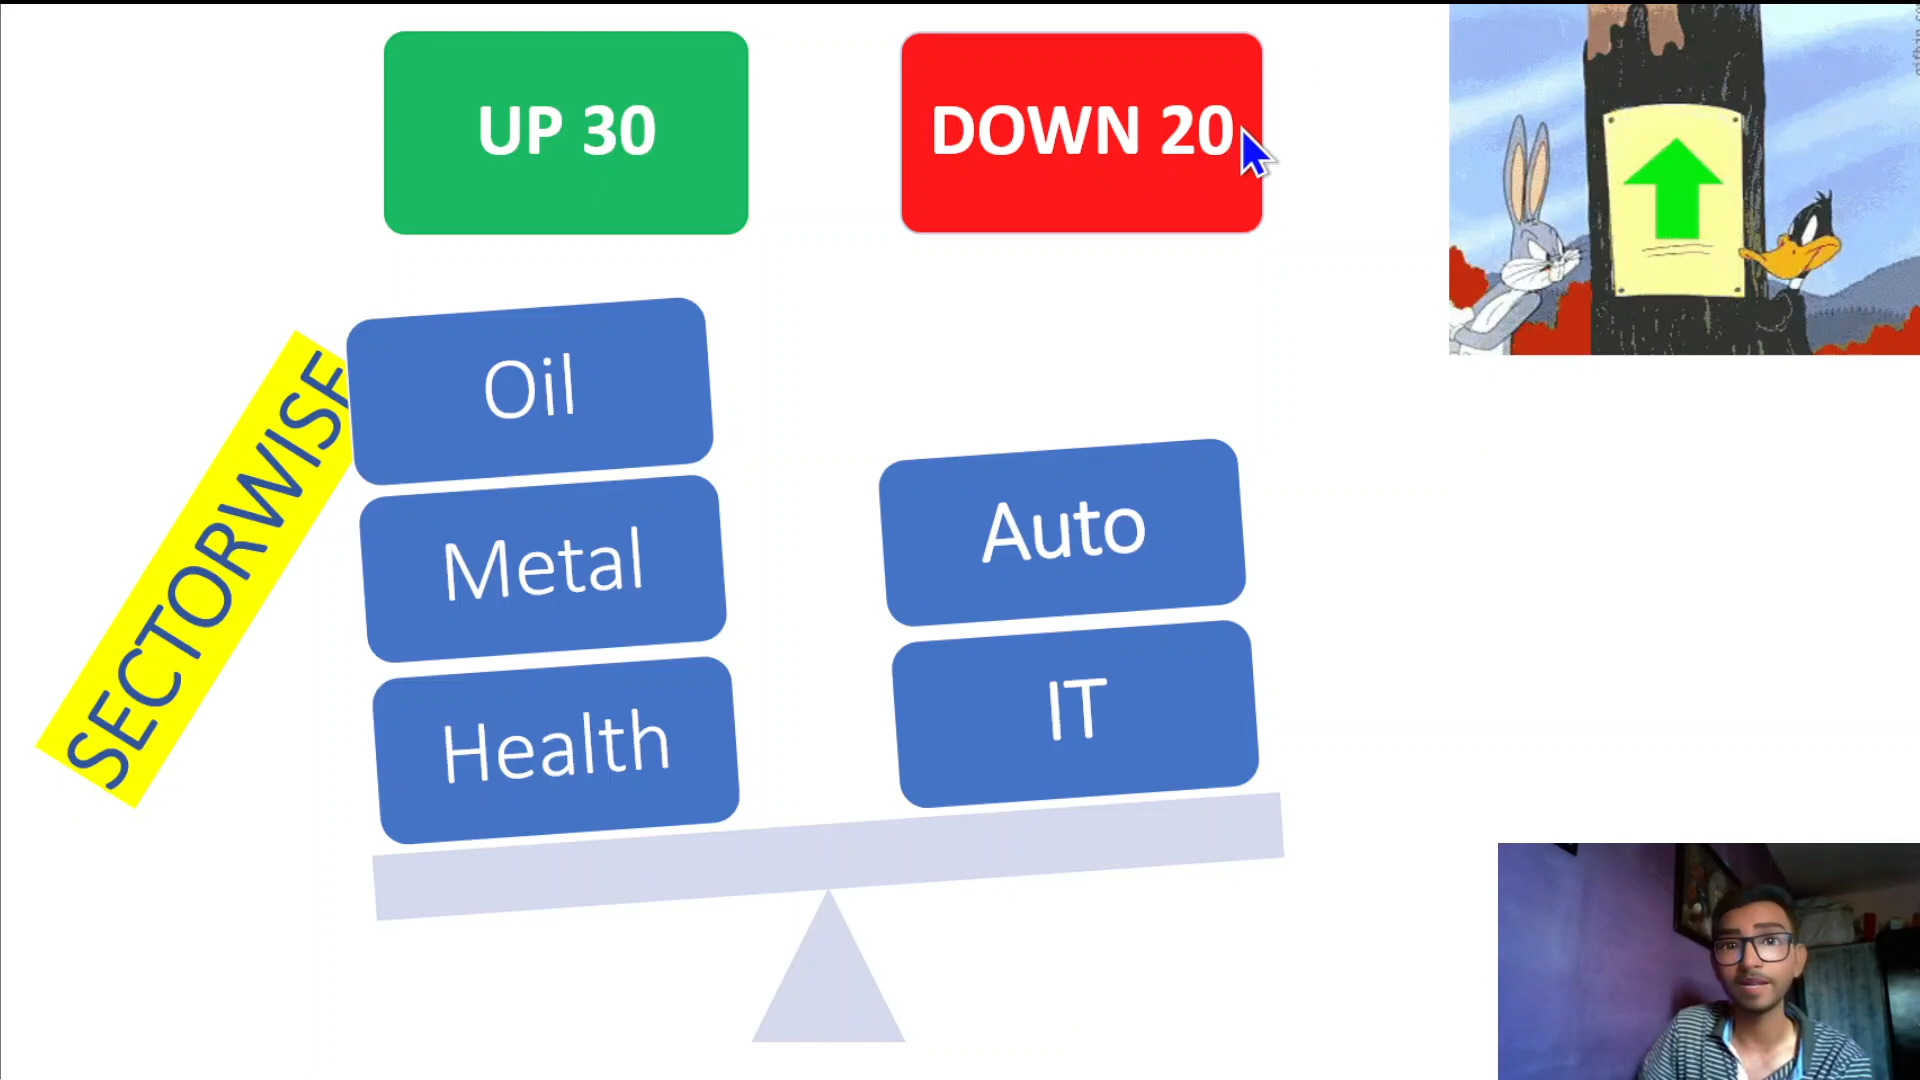 UP 30
DOWN 20
SECTORWISE
Oil
Metal
Health
Auto
IT